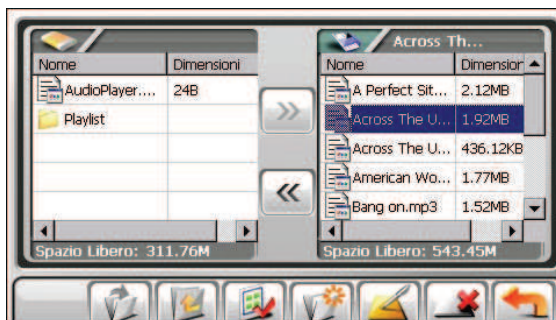 Across Th...
Nome Dimensioni
AudioPlayer.... 24B
Playlist
Spazio Libero: 311.76M
Nome Dimension
A Perfect Sit... 2.12MB
Across The U... 1.92MB
Across The U... 436.12KB
American Wo... 1.77MB
Bang on.mp3 1.52MB
Spazio Libero: 543.45M